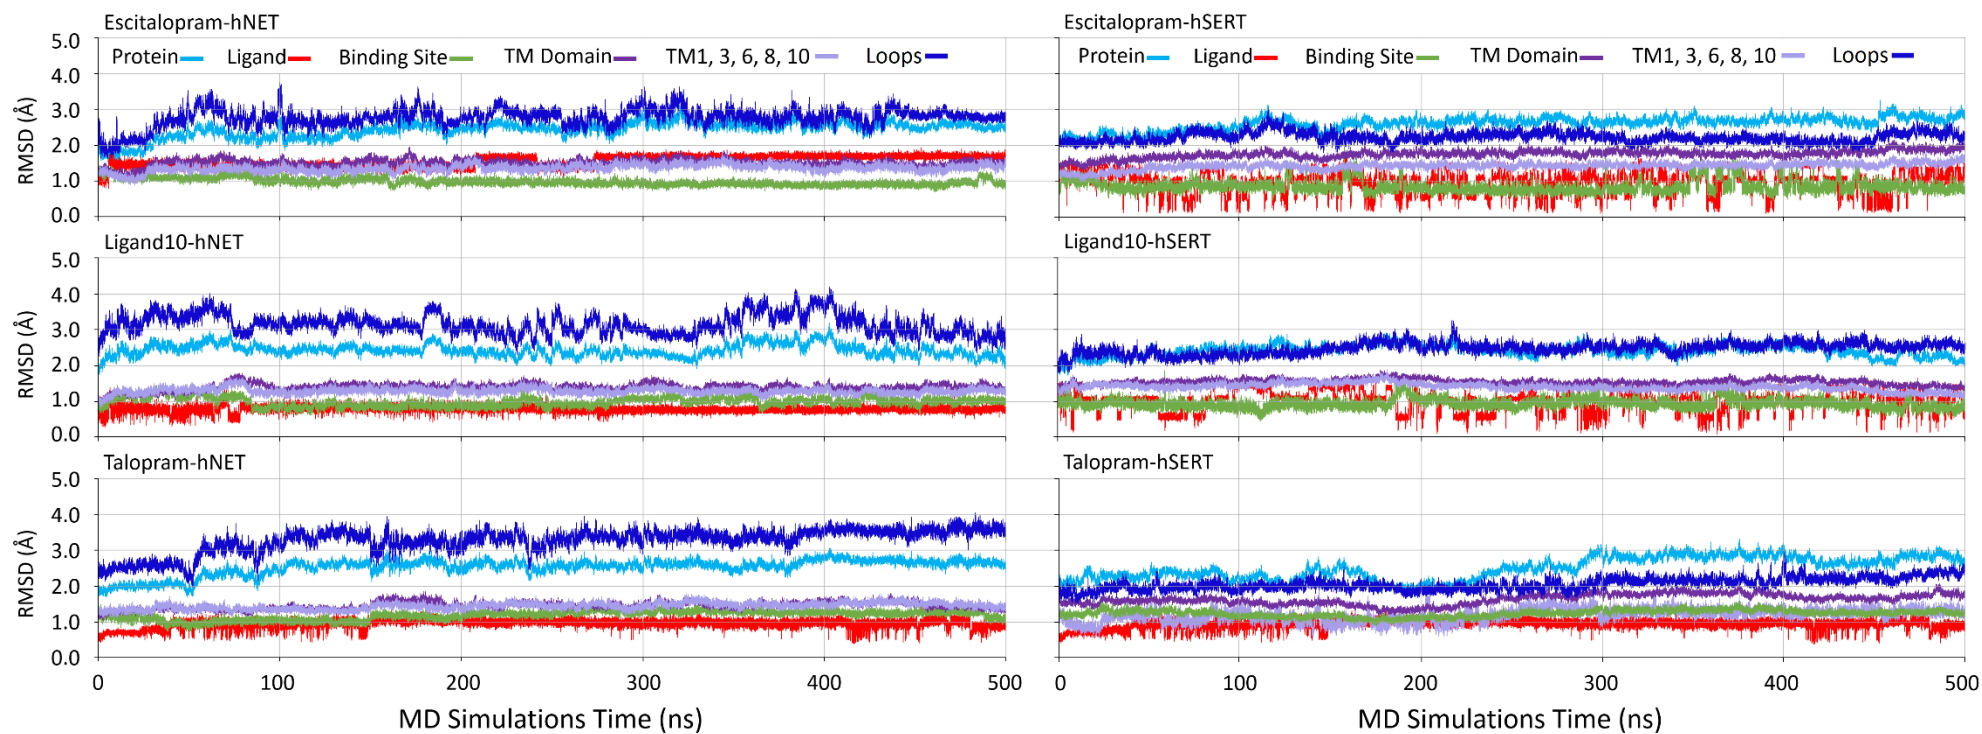 Escitalopram-hNET
5.0
Protein Ligand Binding Site TM Domain TM1, 3, 6, 8, 10 Loops
4.0
3.0
2.0
1.0
0.0
RMSD (Å)
Escitalopram-hSERT
Protein Ligand Binding Site TM Domain TM1, 3, 6, 8, 10 Loops
Ligand10-hNET
5.0
4.0
3.0
2.0
1.0
0.0
RMSD (Å)
Ligand10-hSERT
Talopram-hNET
5.0
4.0
3.0
2.0
1.0
0.0
RMSD (Å)
0 100 200 300 400 500
MD Simulations Time (ns)
Talopram-hSERT
0 100 200 300 400 500
MD Simulations Time (ns)